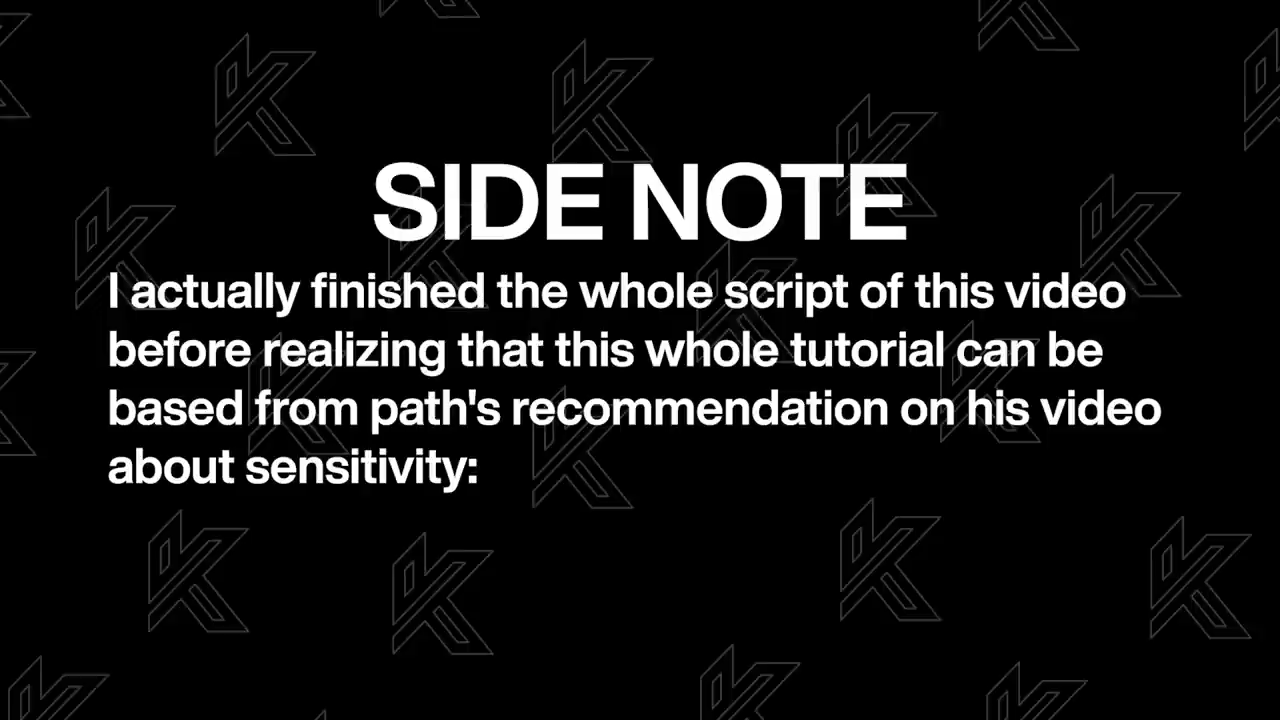 SIDE NOTE
I actually finished the whole script of this video
before realizing that this whole tutorial can be
based from path's recommendation on his video
about sensitivity: